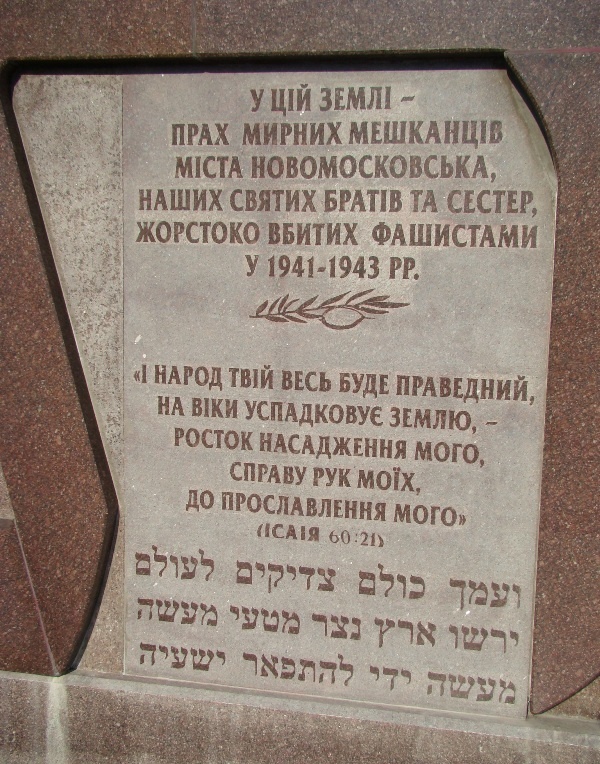 У ЦІЙ ЗЕМЛІ –
ПРАХ МИРНИХ МЕШКАНЦІВ
МІСТА НОВОМОСКОВСЬКА,
НАШИХ СВЯТИХ БРАТІВ ТА СЕСТЕР,
ЖОРСТОКО ВБИТИХ ФАШИСТАМИ
У 1941-1943 РР.
«І НАРОД ТВІЙ ВЕСЬ БУДЕ ПРАВЕДНИЙ,
НА ВІКИ УСПАДКОВУЄ ЗЕМЛЮ, –
РОСТОК НАСАДЖЕННЯ МОГО,
СПРАВУ РУК МОЇХ,
ДО ПРОСЛАВЛЕННЯ МОГО»
(ІСАІЯ 60:21)
ועמך כולם צדיקים לעולם
ירשו ארץ נצר מטעי מעשה
מעשה ידי להתפאר ישעיה